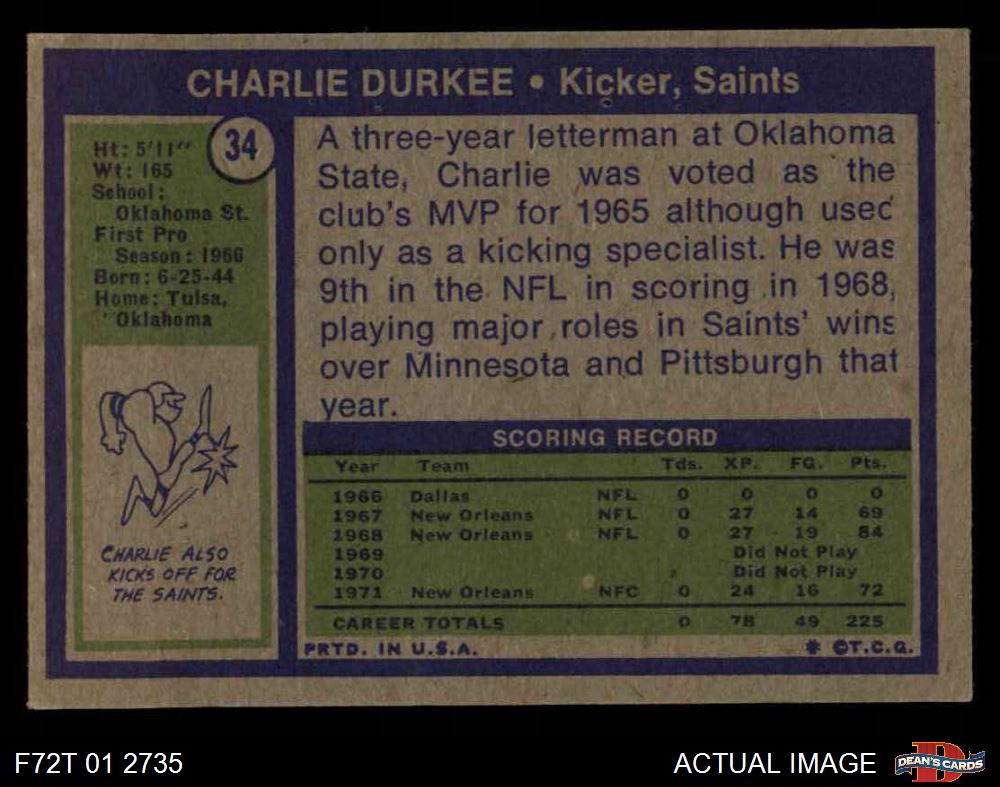 CHARLIE DURKEE • Kicker, Saints
34
Ht: 5'11"
Wt: 165
School:
Oklahoma St.
First Pro
Season: 1966
Born: 6-25-44
Home: Tulsa,
Oklahoma
CHARLIE ALSO
KICKS OFF FOR
THE SAINTS.
A three-year letterman at Oklahoma
State, Charlie was voted as the
club's MVP for 1965 although used
only as a kicking specialist. He was
9th in the NFL in scoring in 1968,
playing major roles in Saints' wins
over Minnesota and Pittsburgh that
year.
SCORING RECORD
Year Team Tds. XP. FG. Pts.
1966 Dallas NFL 0 0 0 0
1967 New Orleans NFL 0 27 14 69
1968 New Orleans NFL 0 27 19 84
1969 Did Not Play
1970 Did Not Play
1971 New Orleans NFC 0 24 16 72
CAREER TOTALS 0 78 49 225
PRTD. IN U.S.A. * ©T.C.G.
F72T 01 2735 ACTUAL IMAGE DEAN'S CARDS